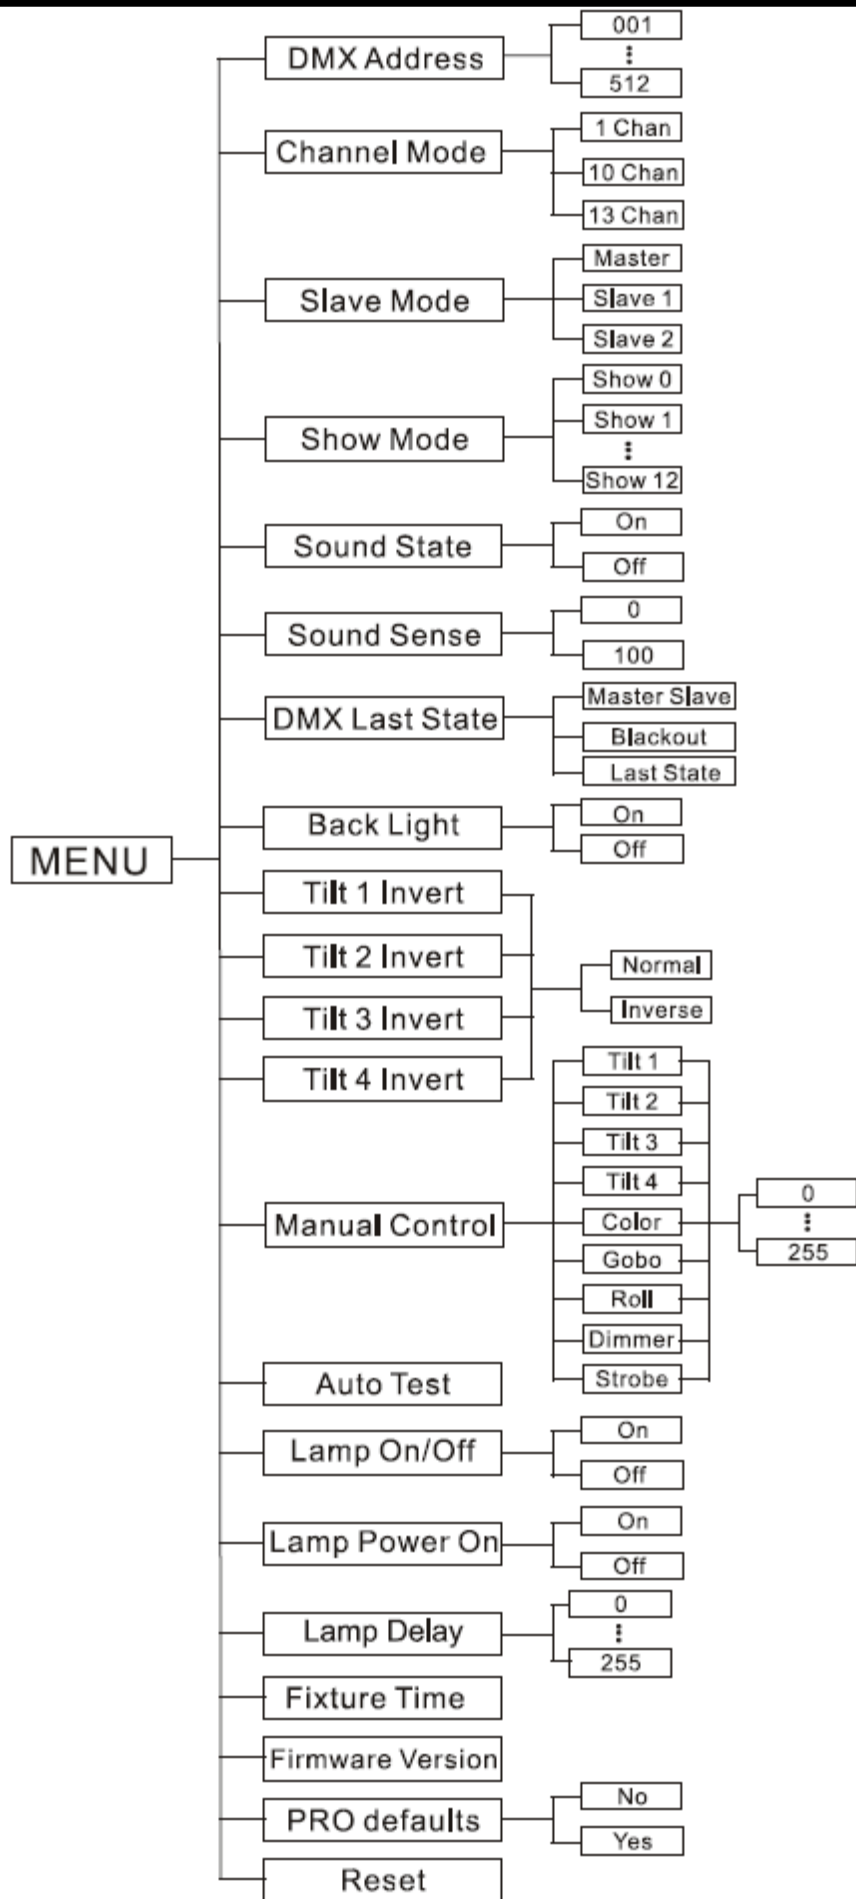 DMX Address
001
512
Channel Mode
1 Chan
10 Chan
13 Chan
Slave Mode
Master
Slave 1
Slave 2
Show Mode
Show 0
Show 1
Show 12
Sound State
On
Off
Sound Sense
0
100
DMX Last State
Master Slave
Blackout
Last State
Back Light
On
Off
MENU
Tilt 1 Invert
Tilt 2 Invert
Tilt 3 Invert
Tilt 4 Invert
Normal
Inverse
Manual Control
Tilt 1
Tilt 2
Tilt 3
Tilt 4
Color
Gobo
Roll
Dimmer
Strobe
0
255
Auto Test
Lamp On/Off
On
Off
Lamp Power On
On
Off
Lamp Delay
0
255
Fixture Time
Firmware Version
PRO defaults
No
Yes
Reset